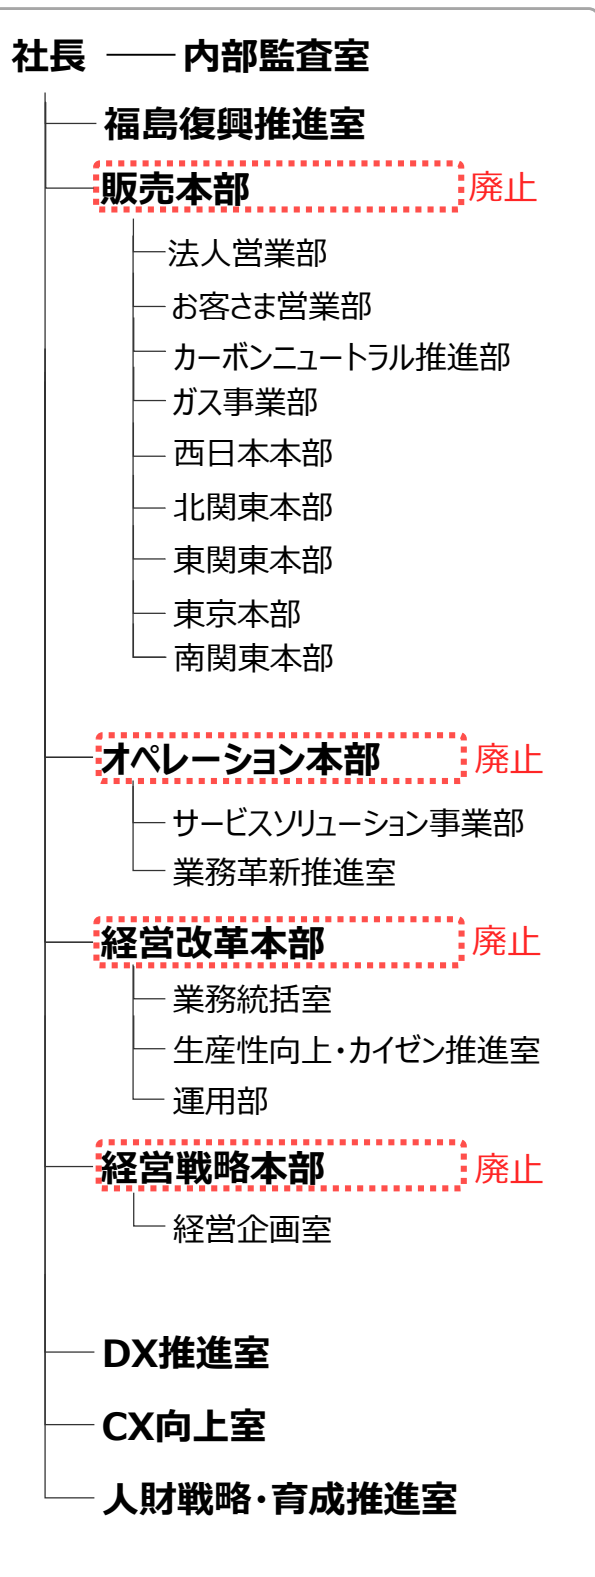 社長 内部監査室
福島復興推進室
販売本部 廃止
法人営業部
お客さま営業部
カーボンニュートラル推進部
ガス事業部
西日本本部
北関東本部
東関東本部
東京本部
南関東本部
オペレーション本部 廃止
サービスソリューション事業部
業務革新推進室
経営改革本部 廃止
業務統括室
生産性向上・カイゼン推進室
運用部
経営戦略本部 廃止
経営企画室
DX推進室
CX向上室
人財戦略・育成推進室